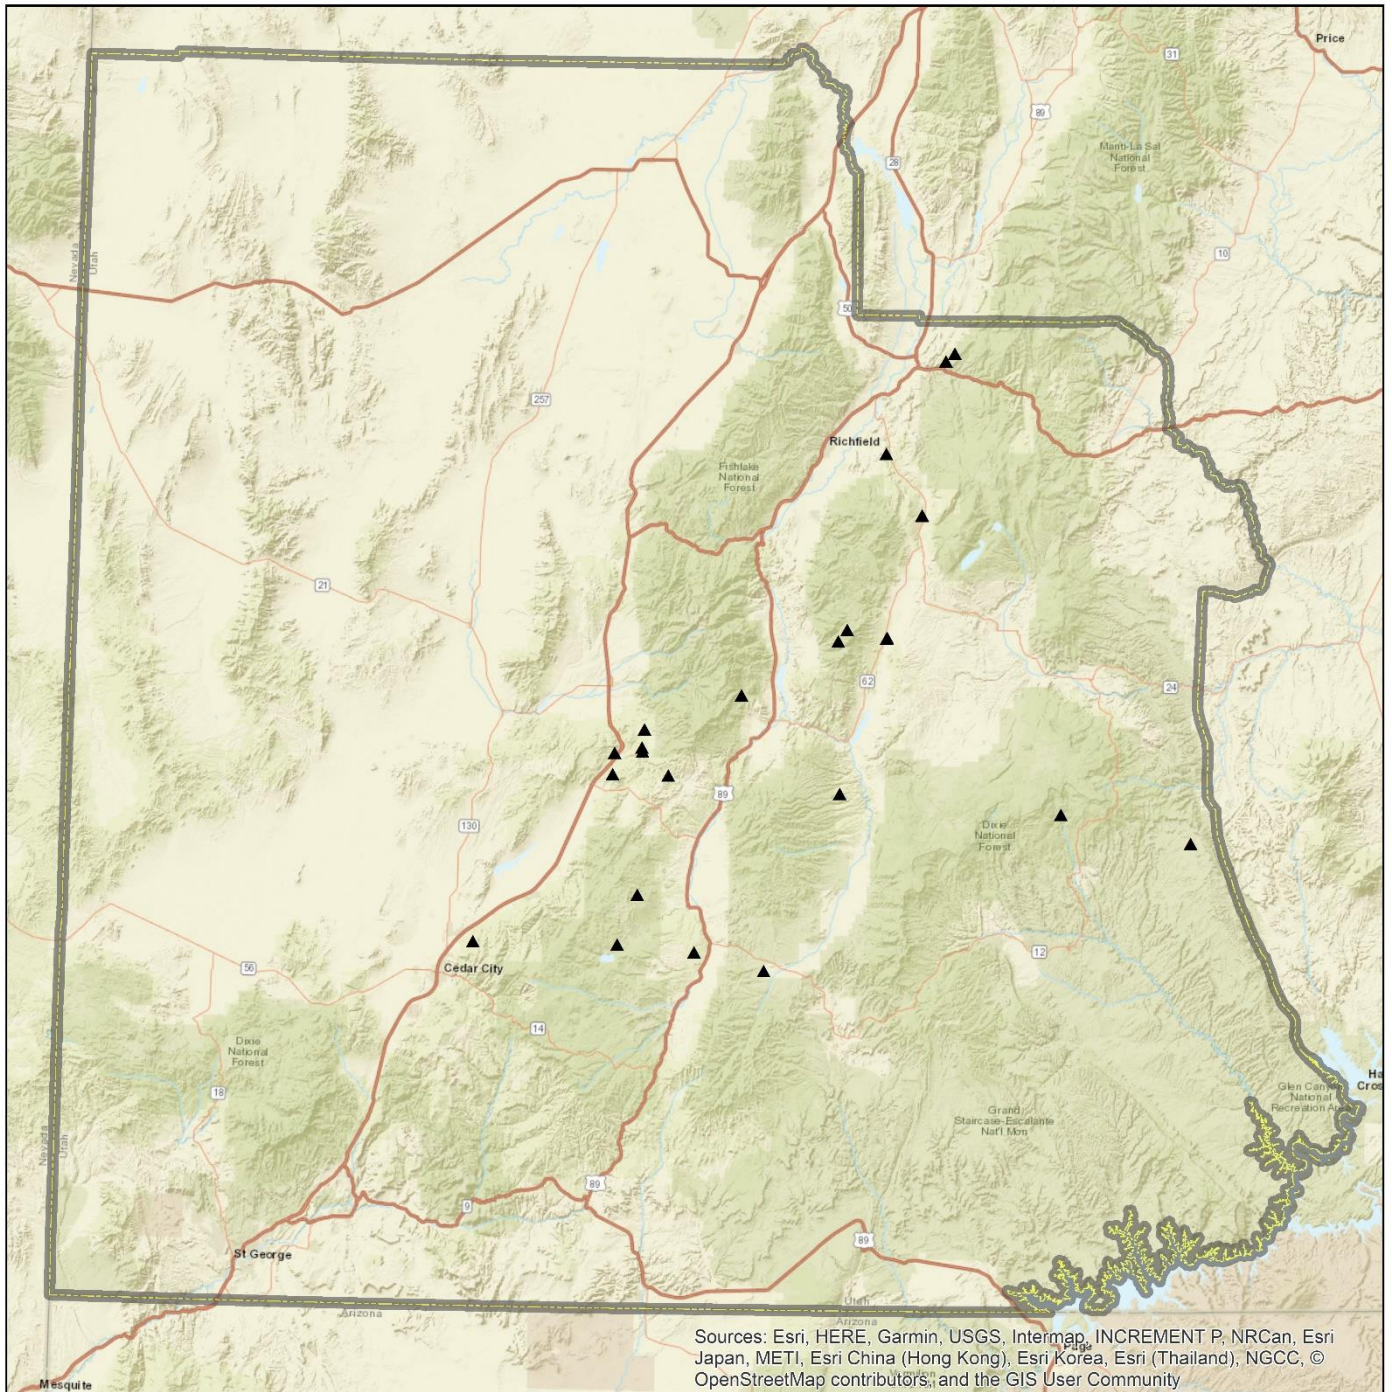 Price
31
89
Manti-La Sal
National
Forest
28
10
Nevada
Utah
50
257
Richfield
Fishlake
National
Forest
21
62
24
89
130
Dixie
National
Forest
12
56
Cedar City
14
Dixie
National
Forest
18
Glen Canyon
National
Recreation Area
Ha
Cros
Grand
Staircase-Escalante
Nat'l Mon
Nevada
Utah
89
9
89
St George
Arizona
Utah
Arizona
Page
Sources: Esri, HERE, Garmin, USGS, Intermap, INCREMENT P, NRCan, Esri
Japan, METI, Esri China (Hong Kong), Esri Korea, Esri (Thailand), NGCC, ©
OpenStreetMap contributors, and the GIS User Community
Mesquite